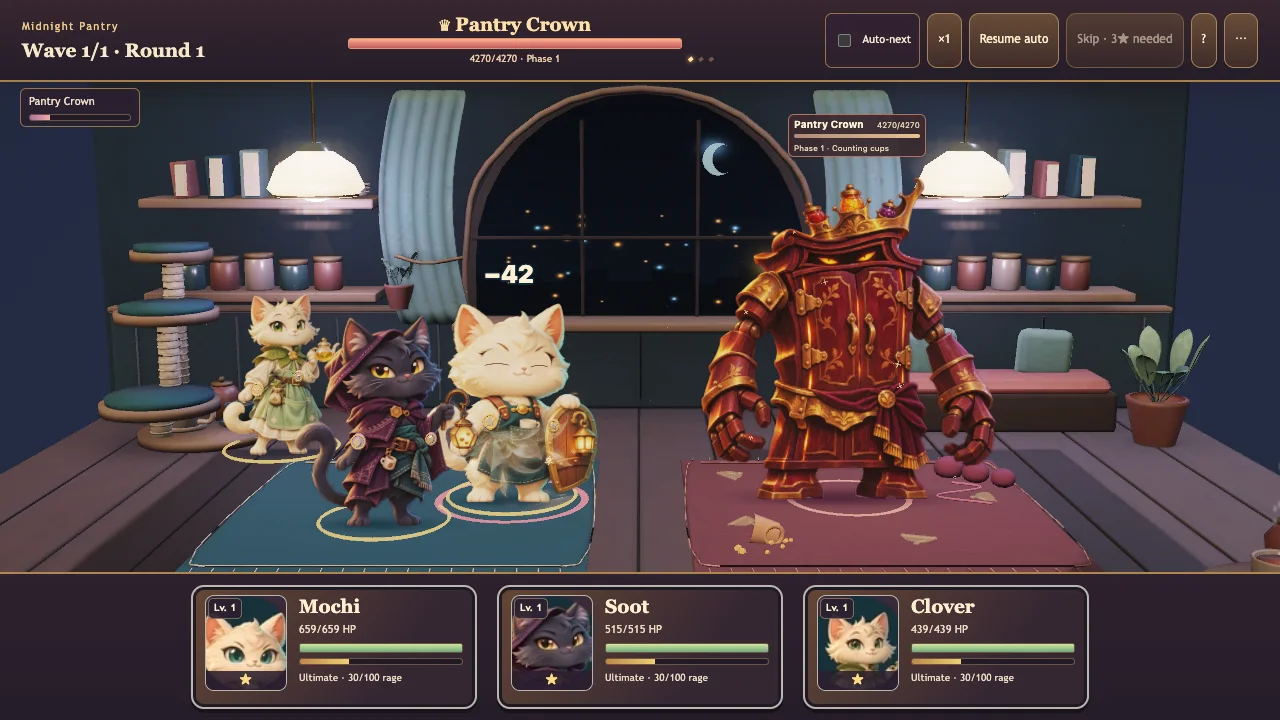 Midnight Pantry
Wave 1/1 · Round 1
♛ Pantry Crown
4270/4270 · Phase 1
Auto-next
×1
Resume auto
Skip · 3★ needed
?
···
Pantry Crown
Pantry Crown 4270/4270
Phase 1 · Counting cups
−42
Lv. 1
Mochi
659/659 HP
Ultimate · 30/100 rage
Lv. 1
Soot
515/515 HP
Ultimate · 30/100 rage
Lv. 1
Clover
439/439 HP
Ultimate · 30/100 rage